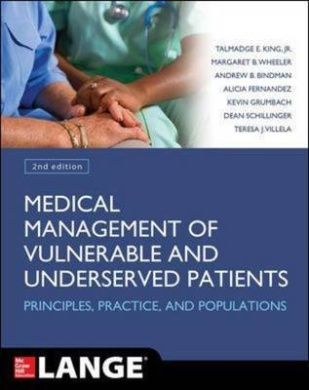 TALMADGE E. KING, JR.
MARGARET B. WHEELER
ANDREW B. BINDMAN
ALICIA FERNANDEZ
KEVIN GRUMBACH
DEAN SCHILLINGER
TERESA J. VILLELA
2nd edition
MEDICAL
MANAGEMENT OF
VULNERABLE AND
UNDERSERVED PATIENTS
PRINCIPLES, PRACTICE, AND POPULATIONS
Mc
Graw
Hill
Education
LANGE®